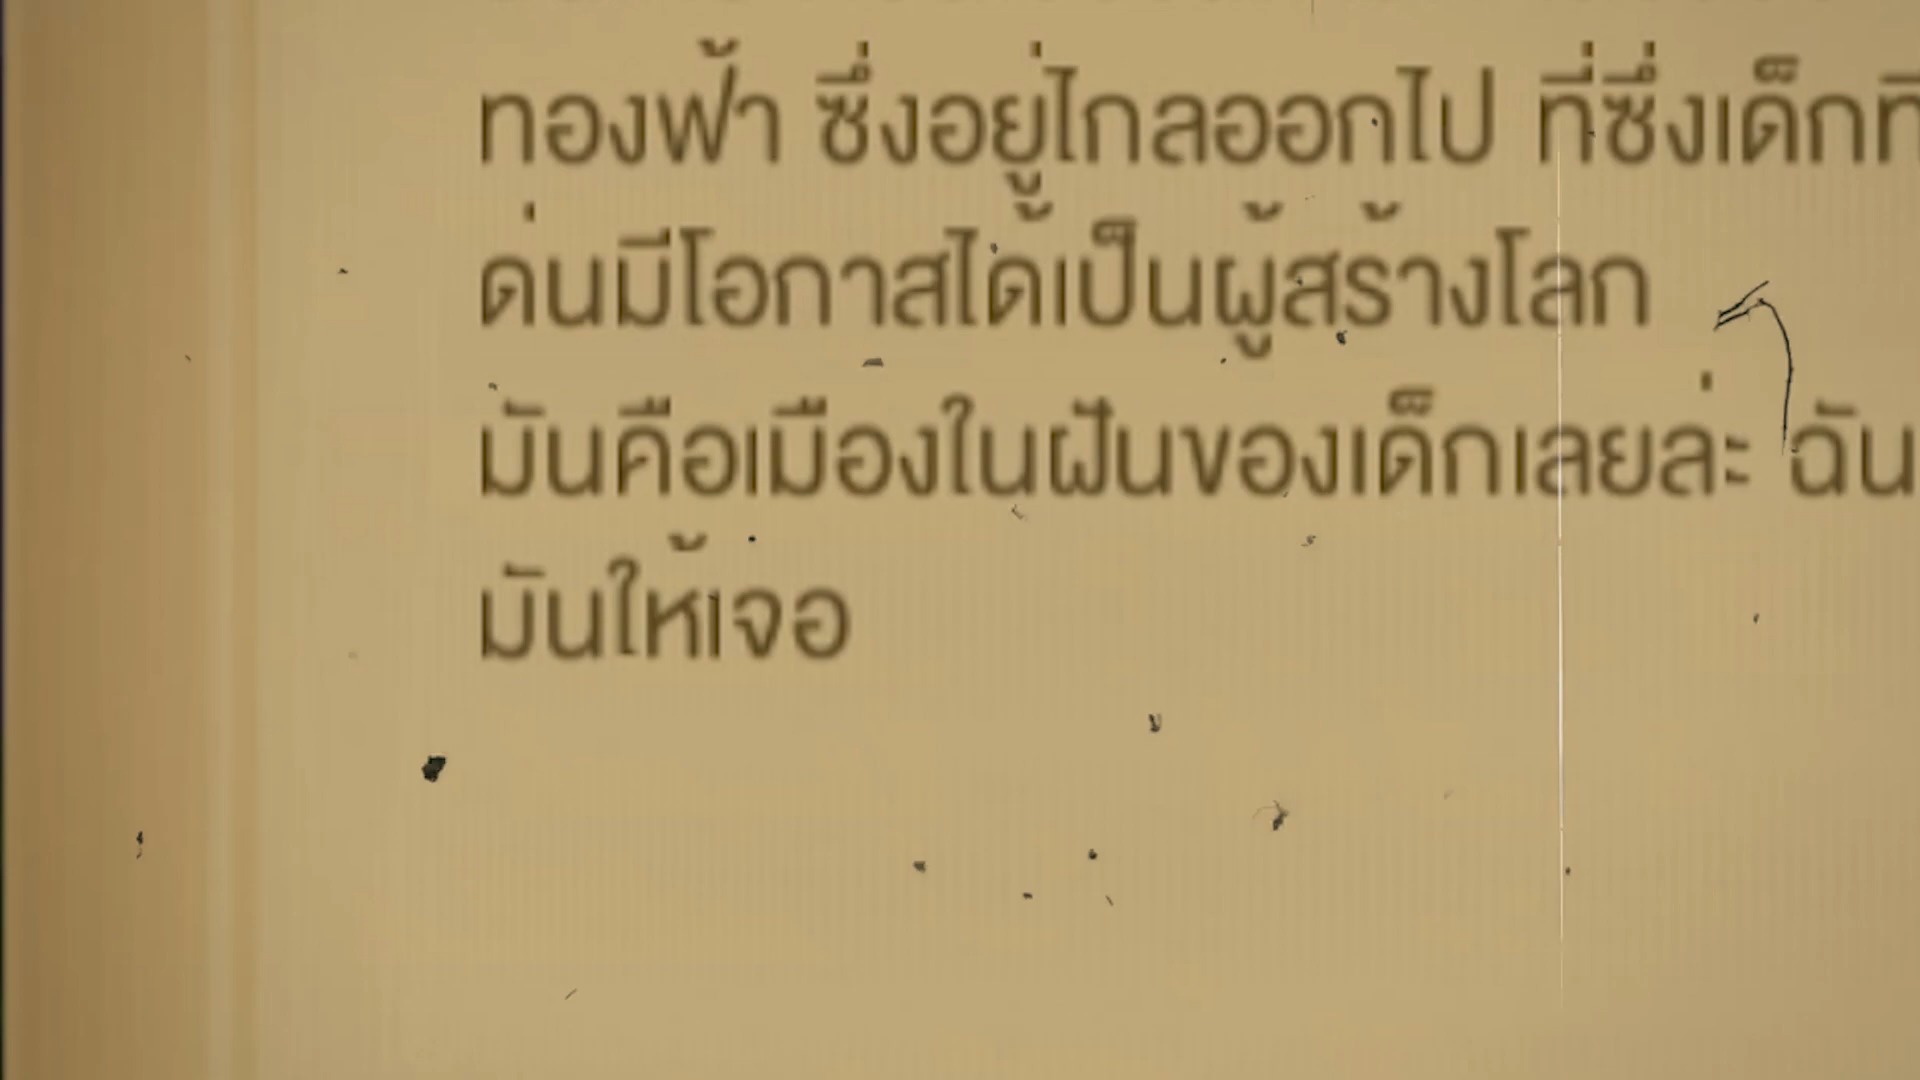 ทองฟ้า ซึ่งอยู่ไกลออกไป ที่ซึ่งเด็กที
ด่นมีโอกาสได้เป็นผู้สร้างโลก
มันคือเมืองในฝันของเด็กเลยล่ะ ฉัน
มันให้เจอ